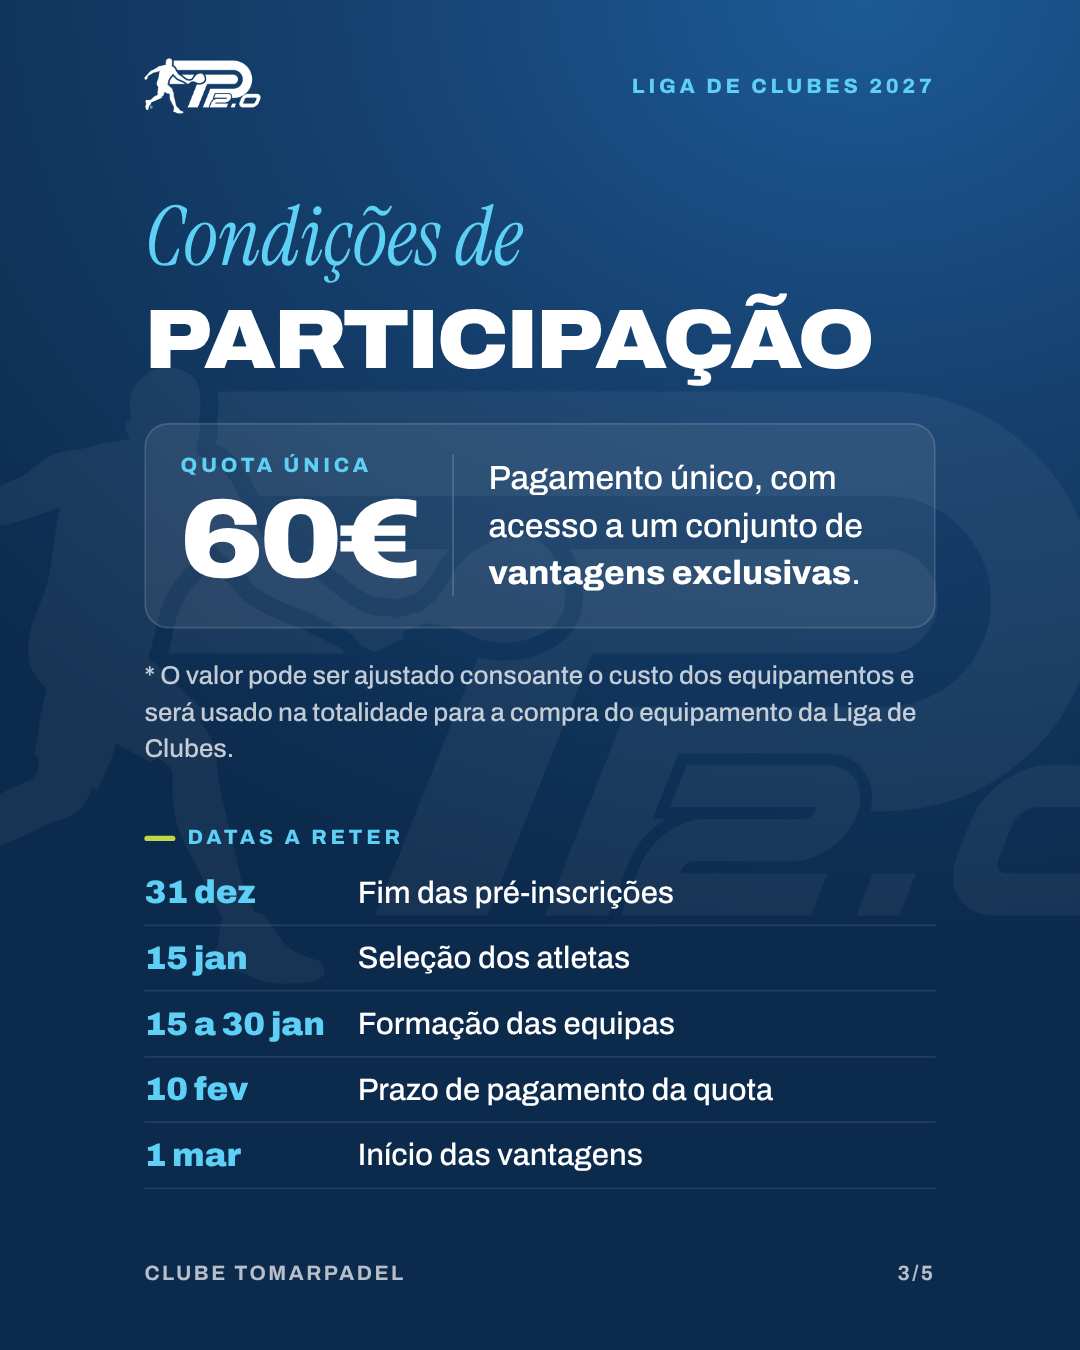 P2.0
LIGA DE CLUBES 2027
Condições de
PARTICIPAÇÃO
QUOTA ÚNICA
60€
Pagamento único, com
acesso a um conjunto de
vantagens exclusivas.
* O valor pode ser ajustado consoante o custo dos equipamentos e
será usado na totalidade para a compra do equipamento da Liga de
Clubes.
DATAS A RETER
31 dez Fim das pré-inscrições
15 jan Seleção dos atletas
15 a 30 jan Formação das equipas
10 fev Prazo de pagamento da quota
1 mar Início das vantagens
CLUBE TOMARPADEL
3/5